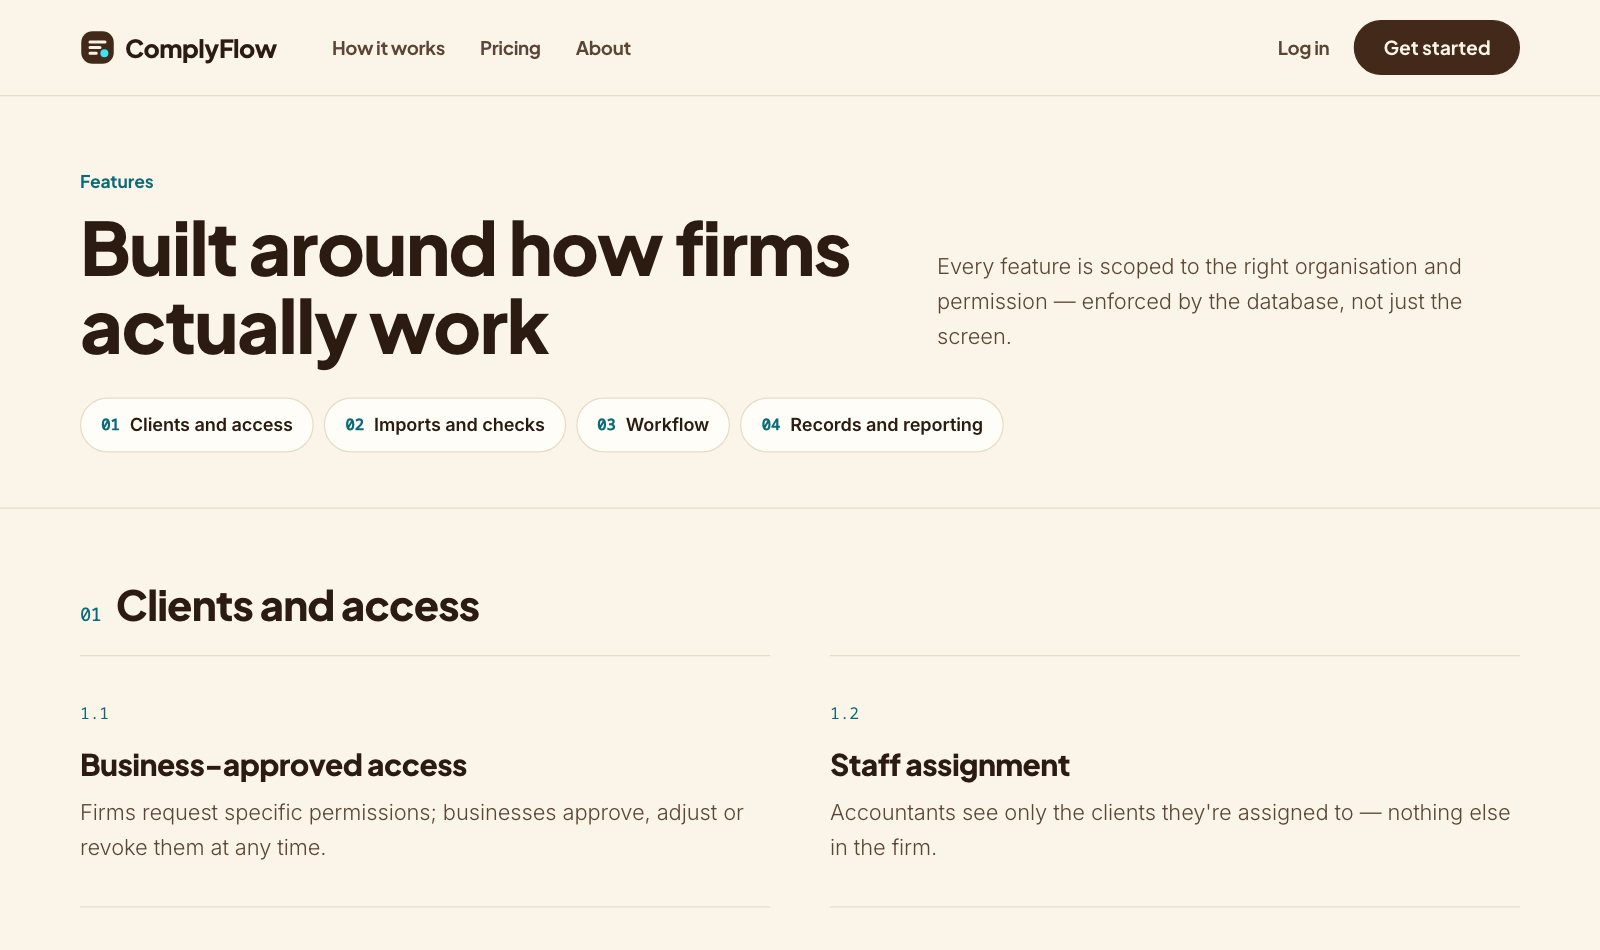 ComplyFlow
How it works
Pricing
About
Log in
Get started
Features
Built around how firms
actually work
Every feature is scoped to the right organisation and
permission — enforced by the database, not just the
screen.
01 Clients and access
02 Imports and checks
03 Workflow
04 Records and reporting
01 Clients and access
1.1
Business-approved access
Firms request specific permissions; businesses approve, adjust or
revoke them at any time.
1.2
Staff assignment
Accountants see only the clients they're assigned to — nothing else
in the firm.